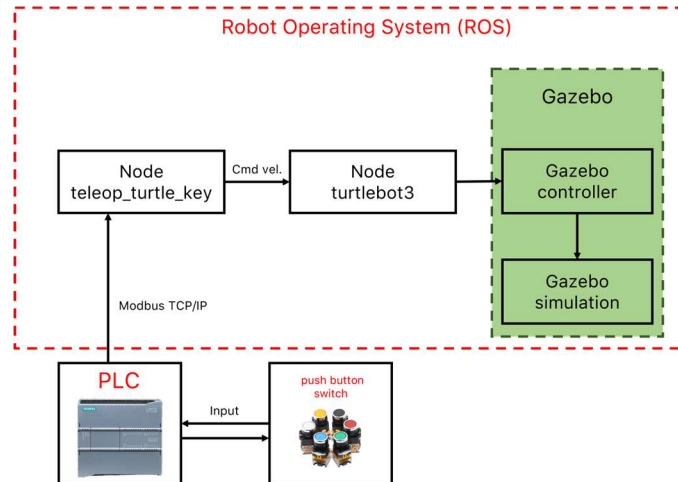 Robot Operating System (ROS)
Gazebo
Node
teleop_turtle_key
Cmd vel.
Node
turtlebot3
Gazebo
controller
Gazebo
simulation
Modbus TCP/IP
PLC
SIEMENS
Input
push button
switch